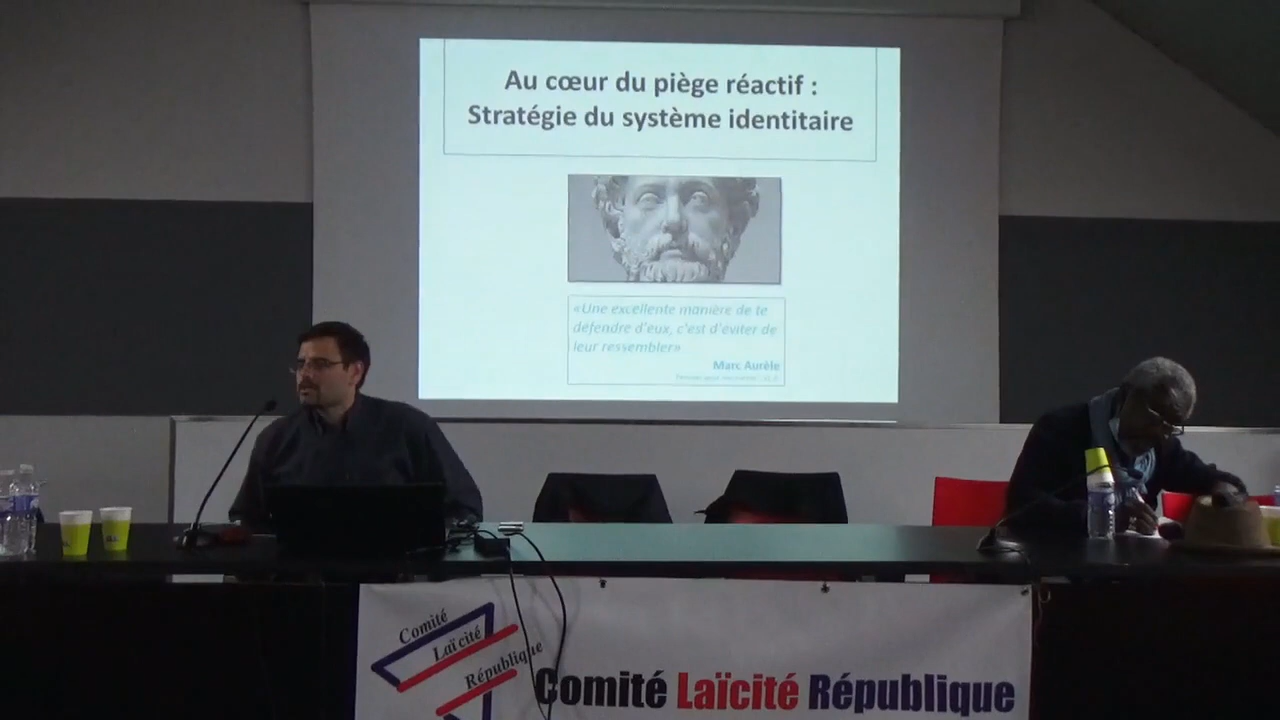 Au cœur du piège réactif :
Stratégie du système identitaire
«Une excellente manière de te
défendre d'eux, c'est d'éviter de
leur ressembler»
Marc Aurèle
Comité
Laïcité
République
Comité Laïcité République